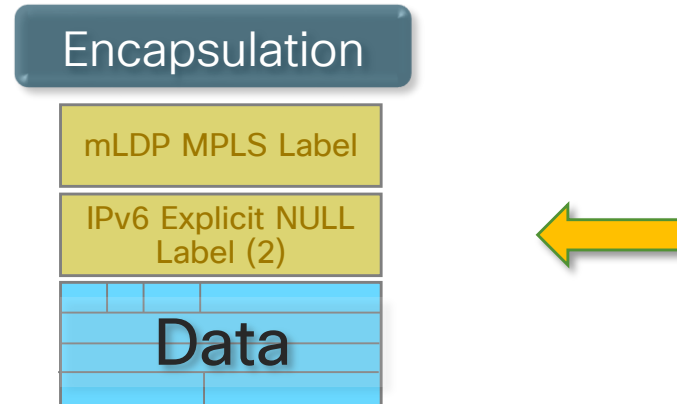 Encapsulation
mLDP MPLS Label
IPv6 Explicit NULL
Label (2)
Data